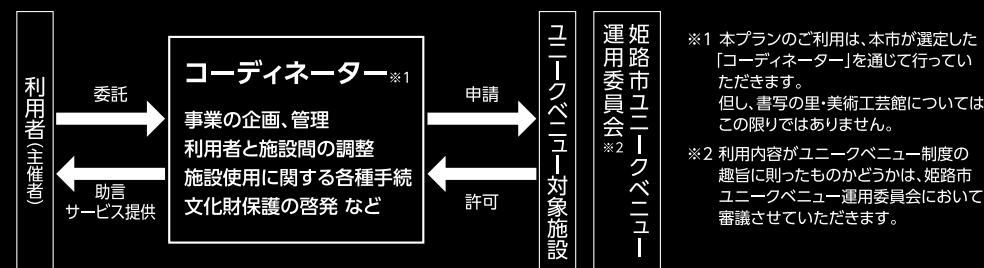 利用者(主催者)
委託
助言
サービス提供
コーディネーター※1
事業の企画、管理
利用者と施設間の調整
施設使用に関する各種手続
文化財保護の啓発 など
申請
許可
ユニークベニュー対象施設
姫路市ユニークベニュー
運用委員会※2
※1 本プランのご利用は、本市が選定した
「コーディネーター」を通じて行ってい
ただきます。
但し、書写の里・美術工芸館については
この限りではありません。
※2 利用内容がユニークベニュー制度の
趣旨に則ったものかどうかは、姫路市
ユニークベニュー運用委員会において
審議させていただきます。